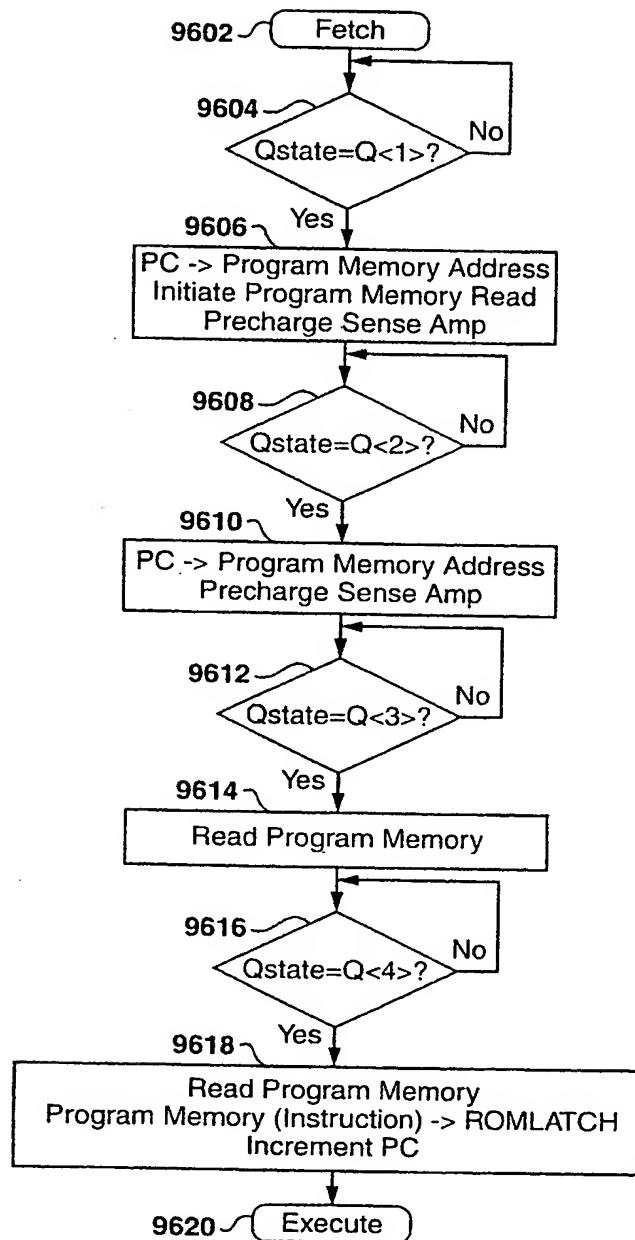 9602 Fetch
9604
Qstate=Q<1>?
No
Yes
9606
PC -> Program Memory Address
Initiate Program Memory Read
Precharge Sense Amp
9608
Qstate=Q<2>?
No
Yes
9610
PC -> Program Memory Address
Precharge Sense Amp
9612
Qstate=Q<3>?
No
Yes
9614
Read Program Memory
9616
Qstate=Q<4>?
No
Yes
9618
Read Program Memory
Program Memory (Instruction) -> ROMLATCH
Increment PC
9620 Execute